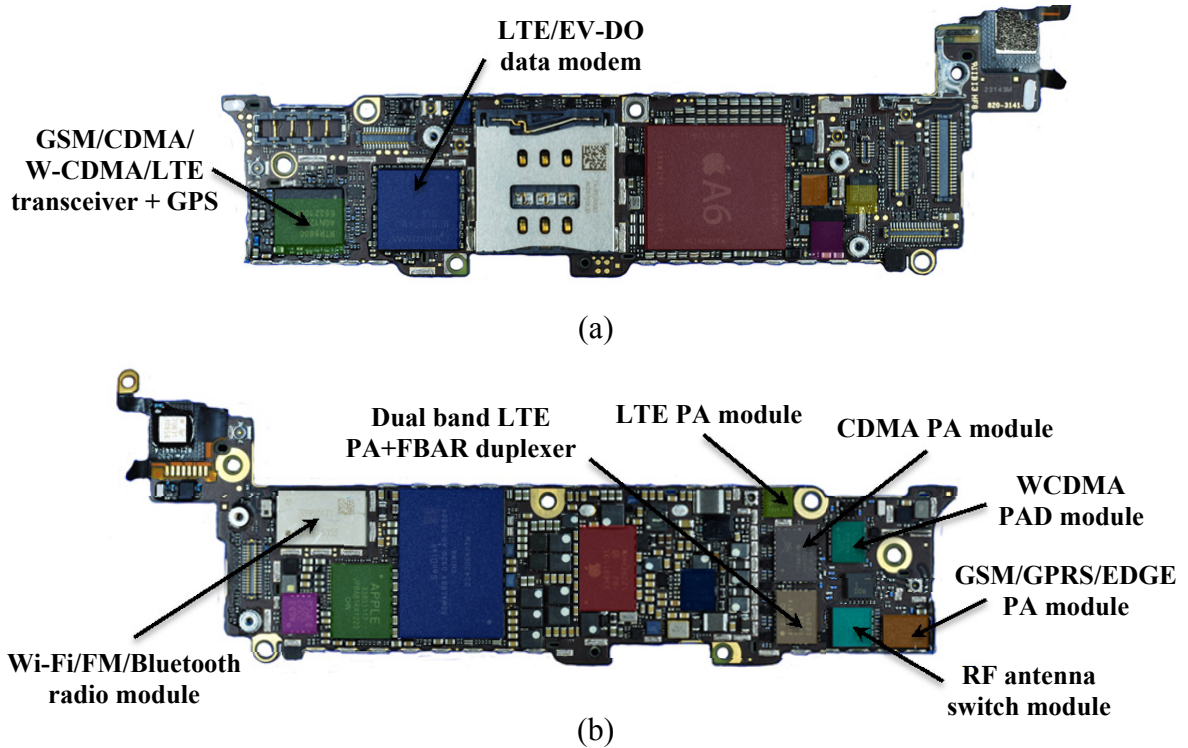 LTE/EV-DO
data modem
GSM/CDMA/
W-CDMA/LTE
transceiver + GPS
A6
820-3141-
(a)
Dual band LTE
PA+FBAR duplexer
LTE PA module
CDMA PA module
WCDMA
PAD module
GSM/GPRS/EDGE
PA module
APPLE
Wi-Fi/FM/Bluetooth
radio module
RF antenna
switch module
(b)